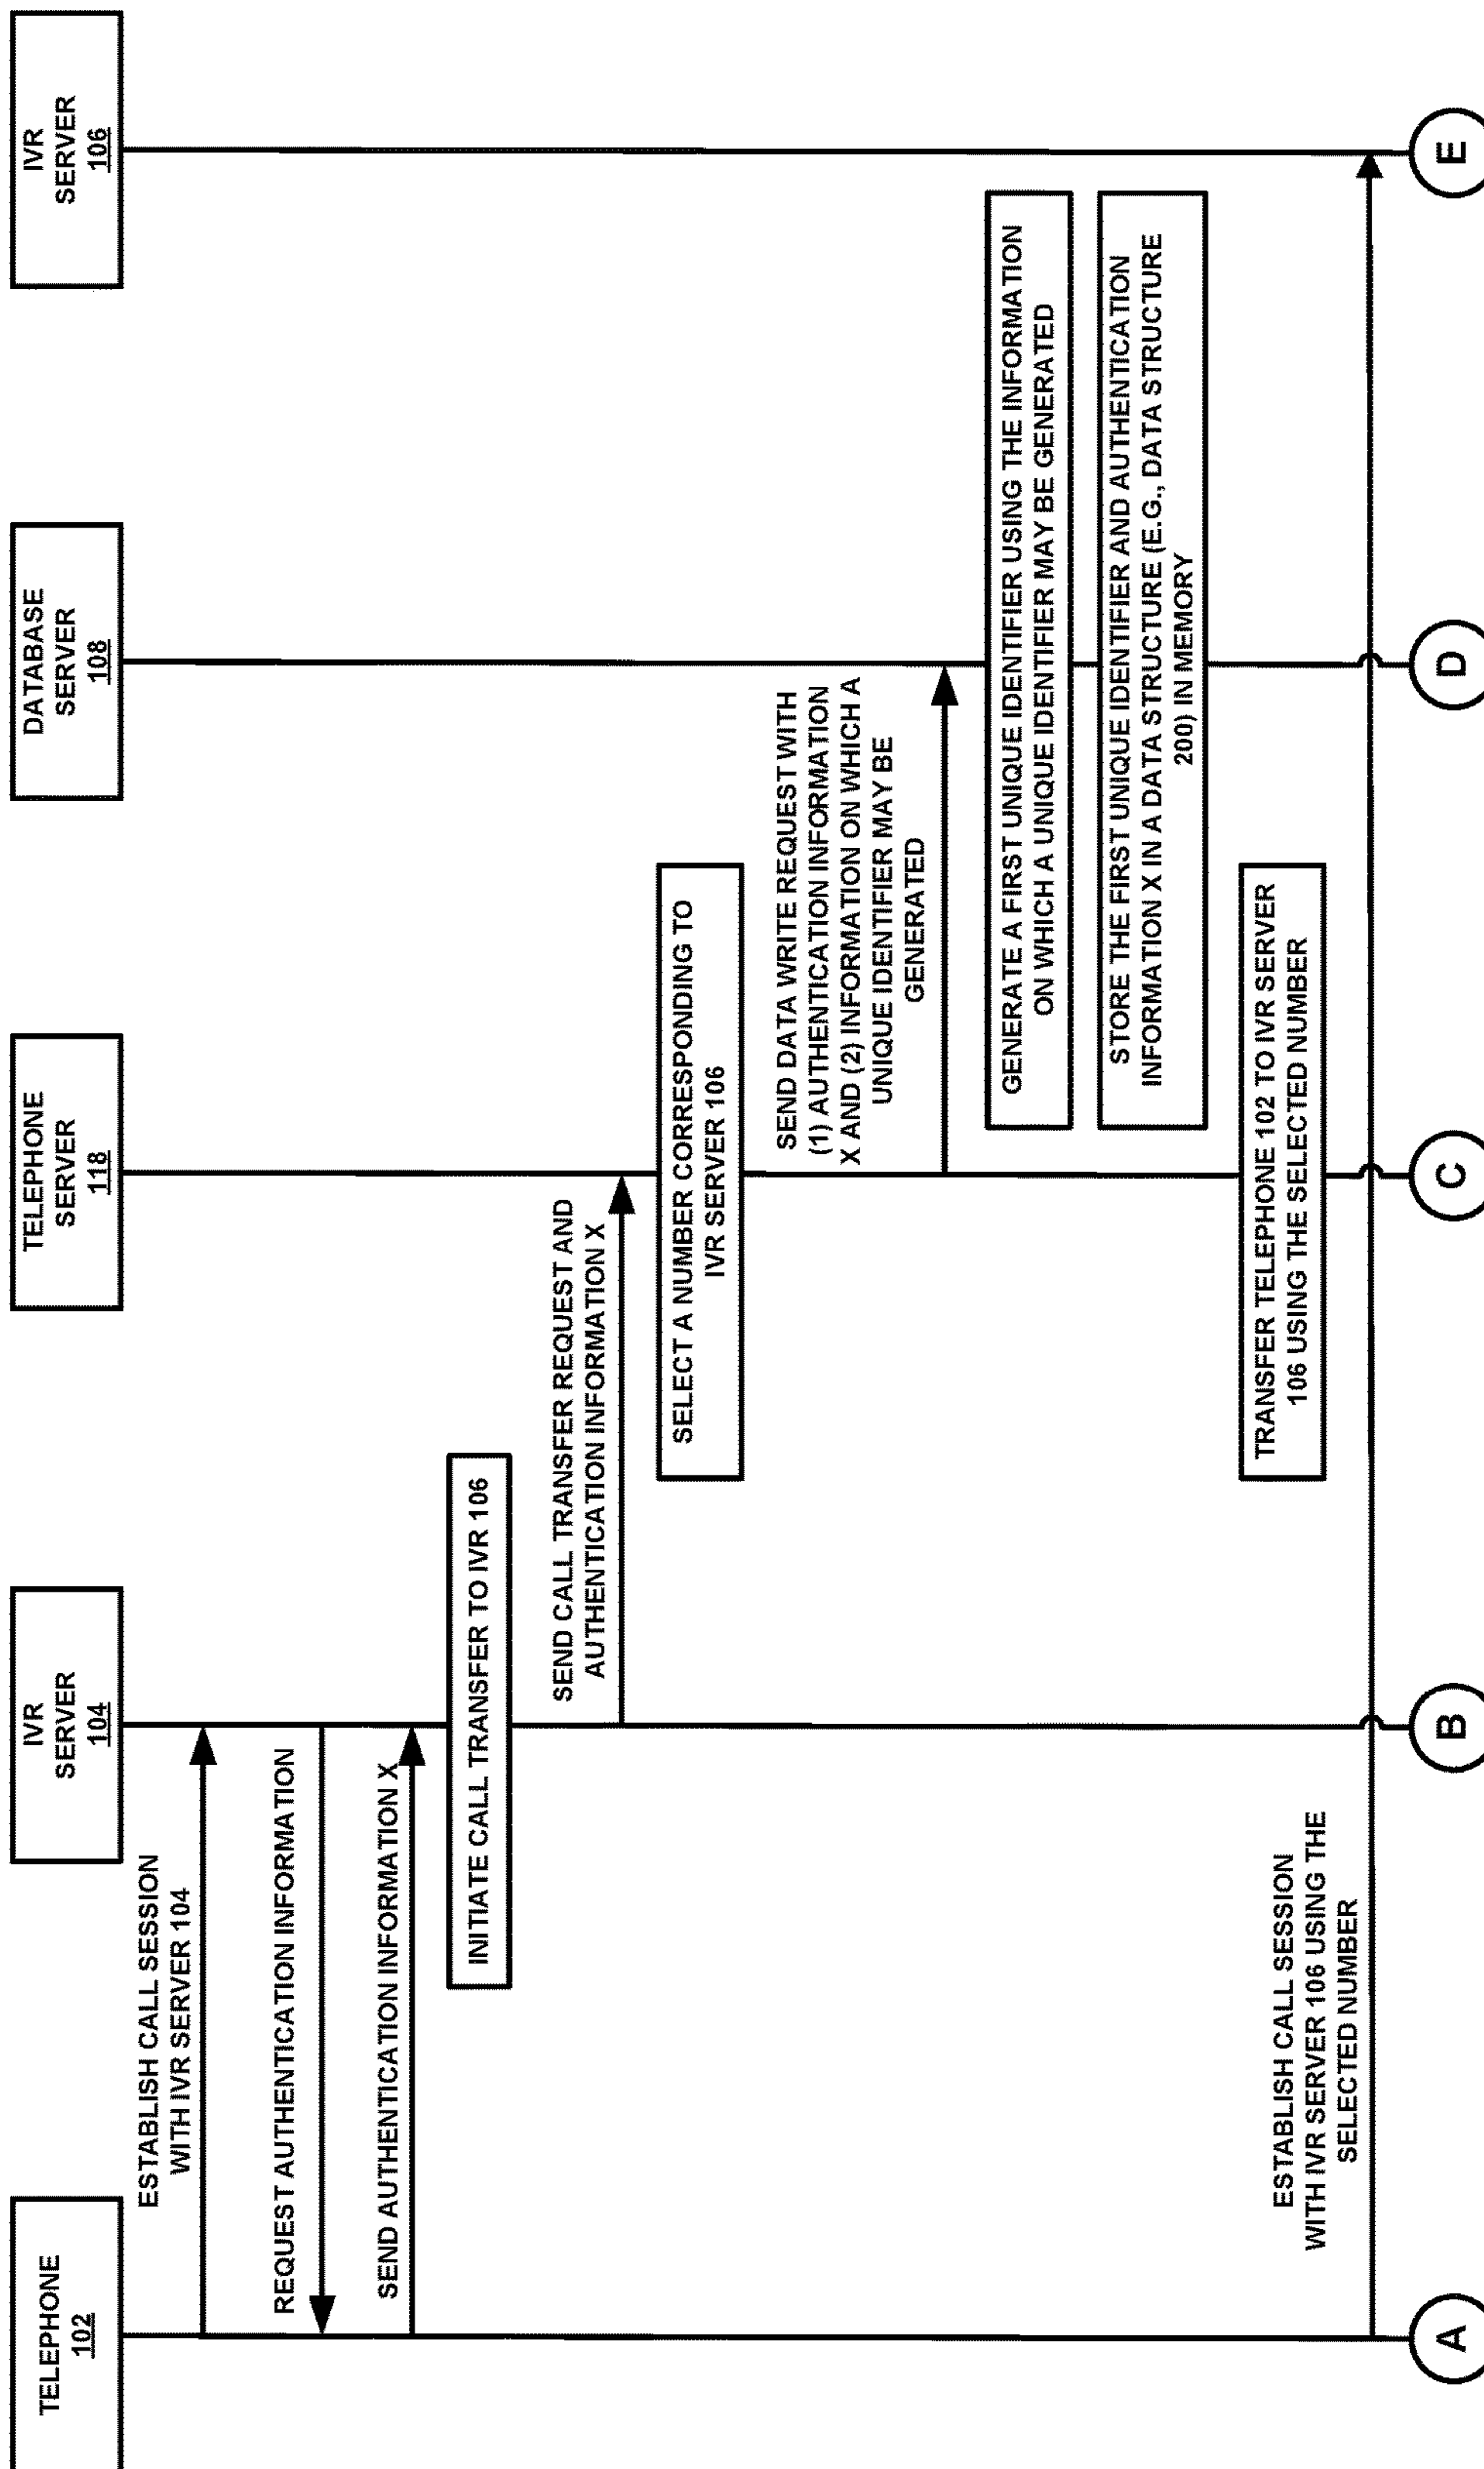 TELEPHONE
102
IVR
SERVER
104
TELEPHONE
SERVER
118
DATABASE
SERVER
108
IVR
SERVER
106
ESTABLISH CALL SESSION
WITH IVR SERVER 104
REQUEST AUTHENTICATION INFORMATION
SEND AUTHENTICATION INFORMATION X
INITIATE CALL TRANSFER TO IVR 106
SEND CALL TRANSFER REQUEST AND
AUTHENTICATION INFORMATION X
SELECT A NUMBER CORRESPONDING TO
IVR SERVER 106
SEND DATA WRITE REQUEST WITH
(1) AUTHENTICATION INFORMATION
X AND (2) INFORMATION ON WHICH A
UNIQUE IDENTIFIER MAY BE
GENERATED
GENERATE A FIRST UNIQUE IDENTIFIER USING THE INFORMATION
ON WHICH A UNIQUE IDENTIFIER MAY BE GENERATED
STORE THE FIRST UNIQUE IDENTIFIER AND AUTHENTICATION
INFORMATION X IN A DATA STRUCTURE (E.G., DATA STRUCTURE
200) IN MEMORY
TRANSFER TELEPHONE 102 TO IVR SERVER
106 USING THE SELECTED NUMBER
ESTABLISH CALL SESSION
WITH IVR SERVER 106 USING THE
SELECTED NUMBER
A
B
C
D
E